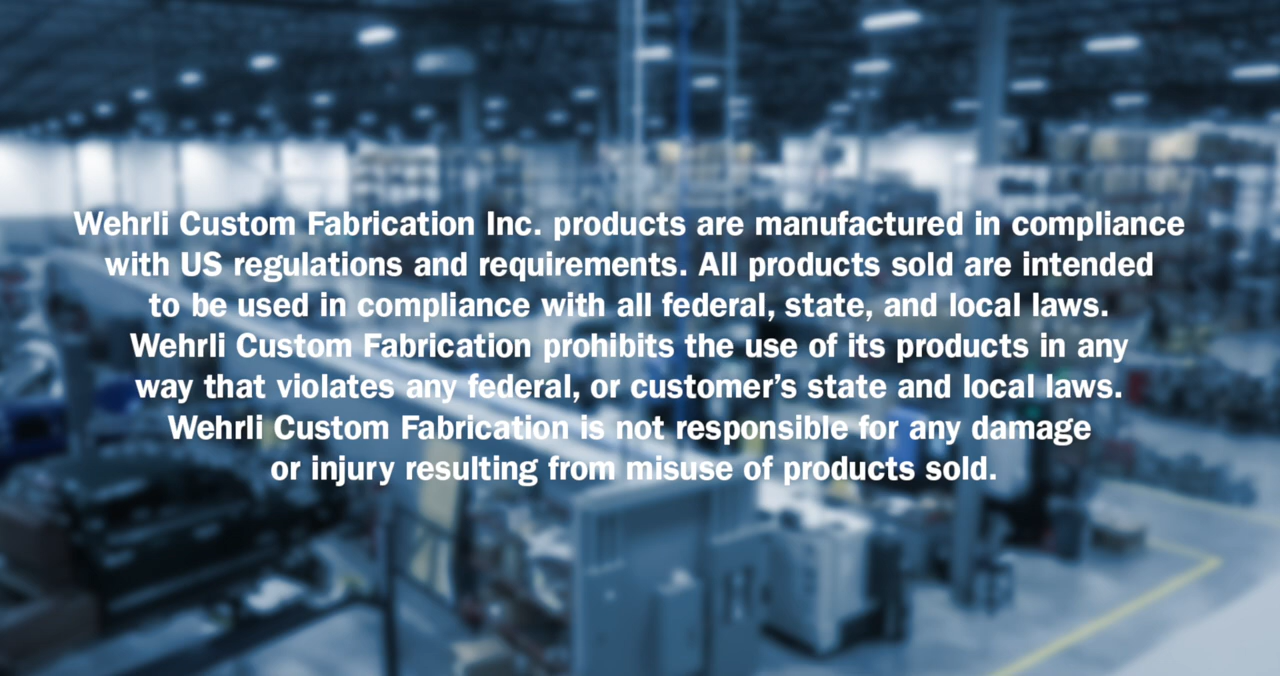 Wehrli Custom Fabrication Inc. products are manufactured in compliance
with US regulations and requirements. All products sold are intended
to be used in compliance with all federal, state, and local laws.
Wehrli Custom Fabrication prohibits the use of its products in any
way that violates any federal, or customer’s state and local laws.
Wehrli Custom Fabrication is not responsible for any damage
or injury resulting from misuse of products sold.